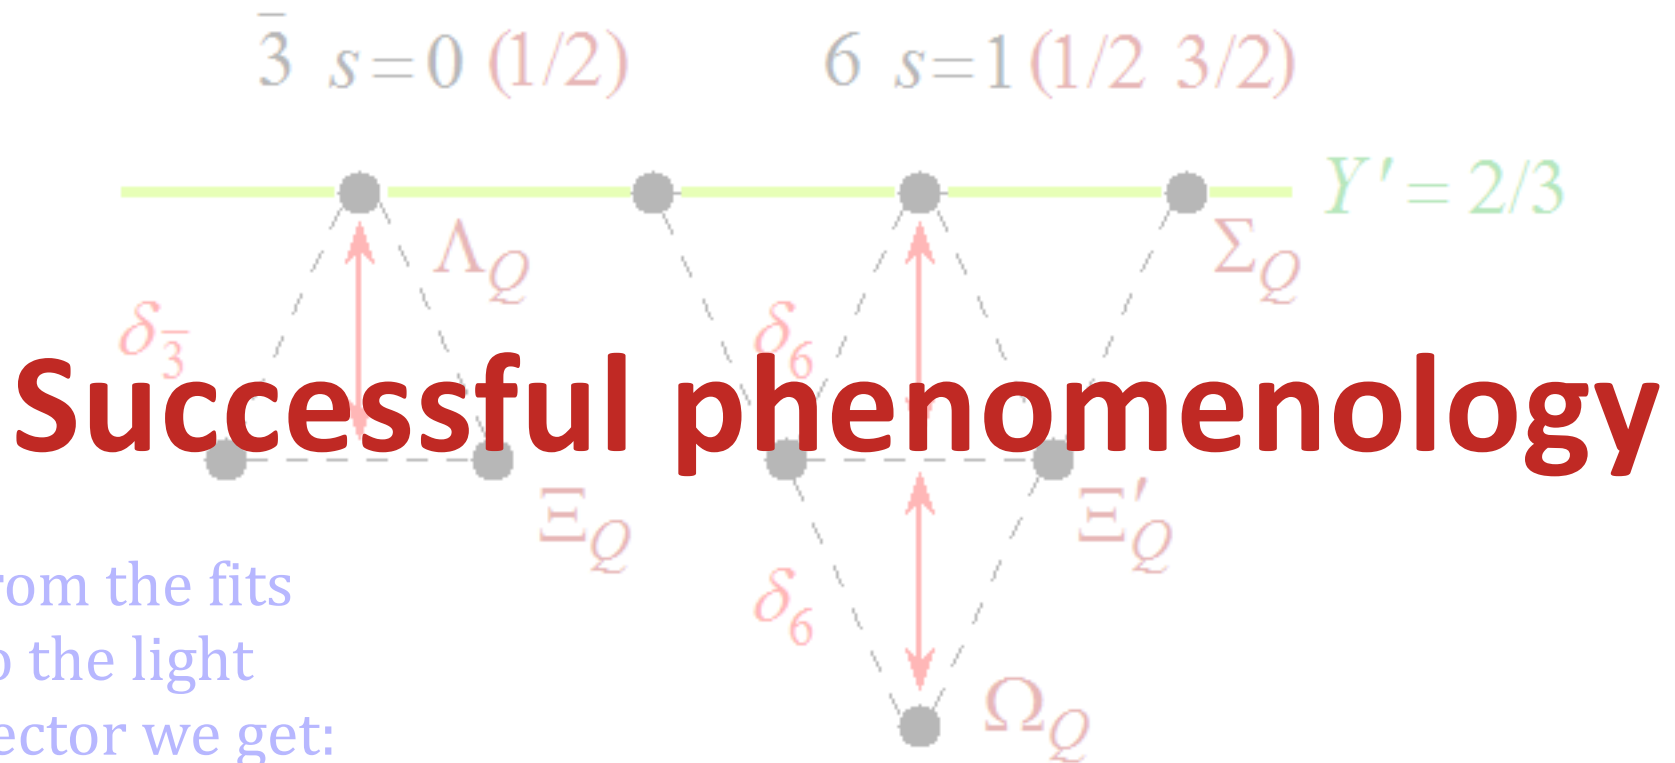 3̄ s=0 (1/2) 6 s=1 (1/2 3/2)
Y′ = 2/3
Λ_Q Σ_Q
δ_3̄ δ_6
Successful phenomenology
Ξ_Q Ξ′_Q
rom the fits
δ_6
o the light
Ω_Q
ector we get: